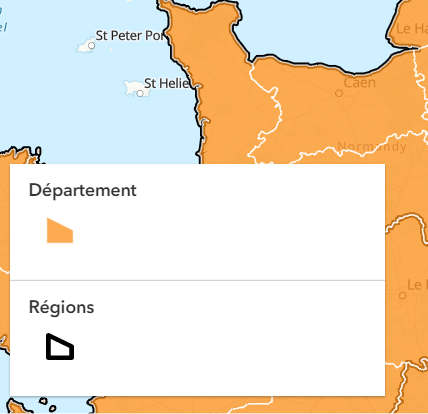 St Peter Por
Le Ha
St Helie
Caen
Normandy
Département
Le
Régions